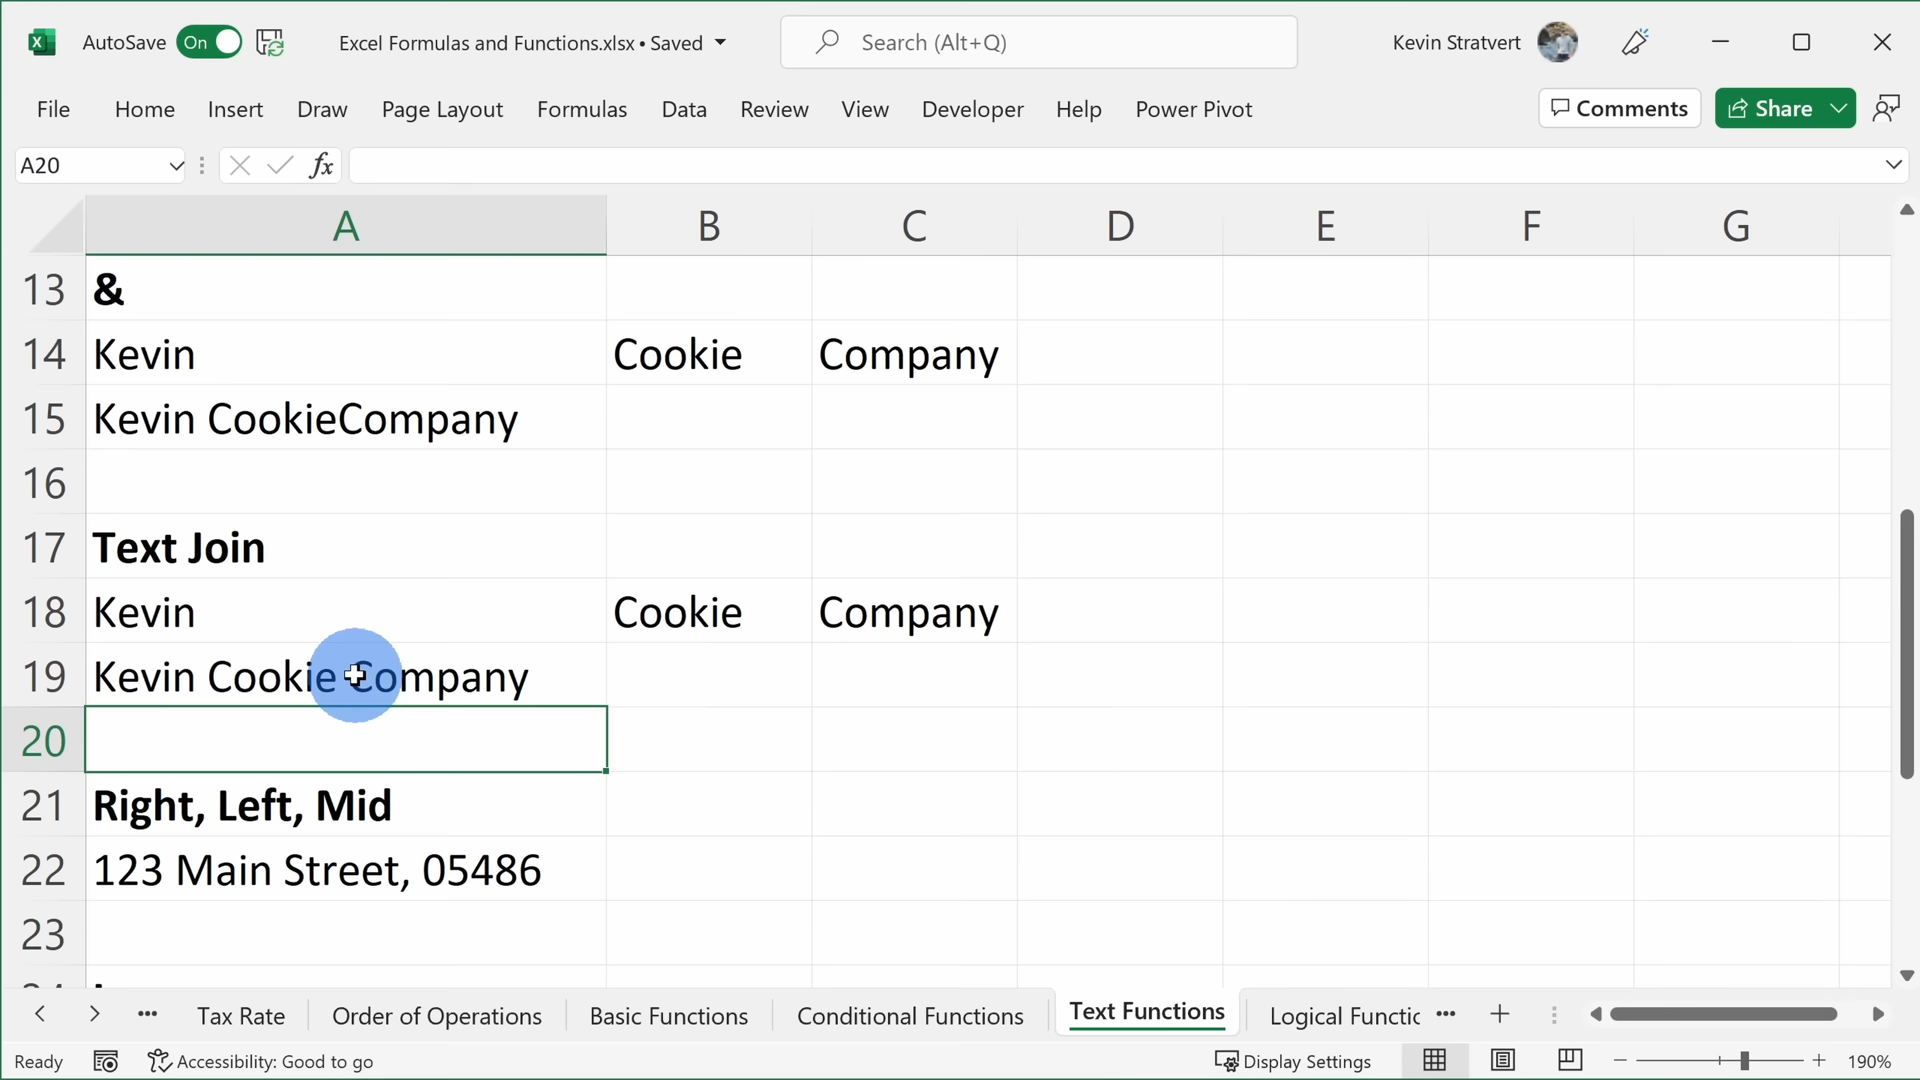 AutoSave On Excel Formulas and Functions.xlsx • Saved Search (Alt+Q) Kevin Stratvert
File Home Insert Draw Page Layout Formulas Data Review View Developer Help Power Pivot Comments Share
A20 fx
A B C D E F G
13 &
14 Kevin Cookie Company
15 Kevin CookieCompany
16
17 Text Join
18 Kevin Cookie Company
19 Kevin Cookie Company
20
21 Right, Left, Mid
22 123 Main Street, 05486
23
••• Tax Rate Order of Operations Basic Functions Conditional Functions Text Functions Logical Functic •••
Ready Accessibility: Good to go Display Settings 190%